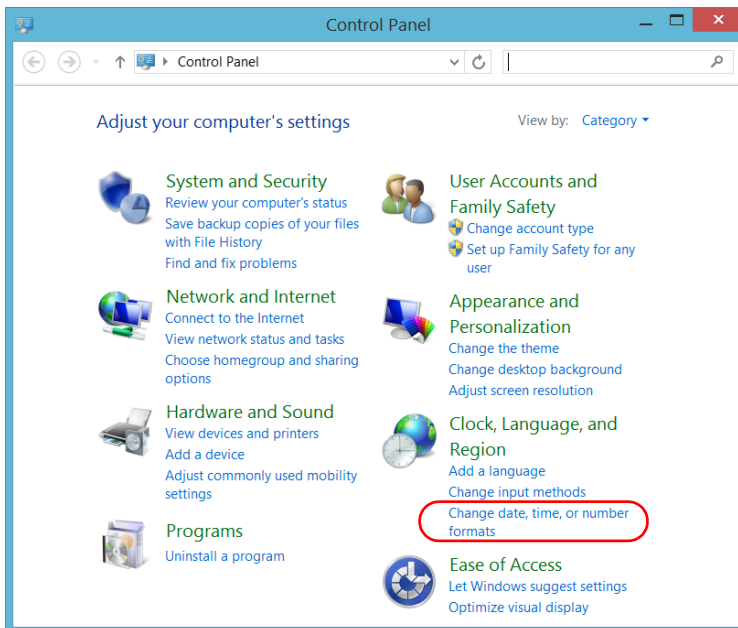 Control Panel
Control Panel
Adjust your computer's settings
View by: Category
System and Security
Review your computer's status
Save backup copies of your files
with File History
Find and fix problems
Network and Internet
Connect to the Internet
View network status and tasks
Choose homegroup and sharing
options
Hardware and Sound
View devices and printers
Add a device
Adjust commonly used mobility
settings
Programs
Uninstall a program
User Accounts and
Family Safety
Change account type
Set up Family Safety for any
user
Appearance and
Personalization
Change the theme
Change desktop background
Adjust screen resolution
Clock, Language, and
Region
Add a language
Change input methods
Change date, time, or number
formats
Ease of Access
Let Windows suggest settings
Optimize visual display